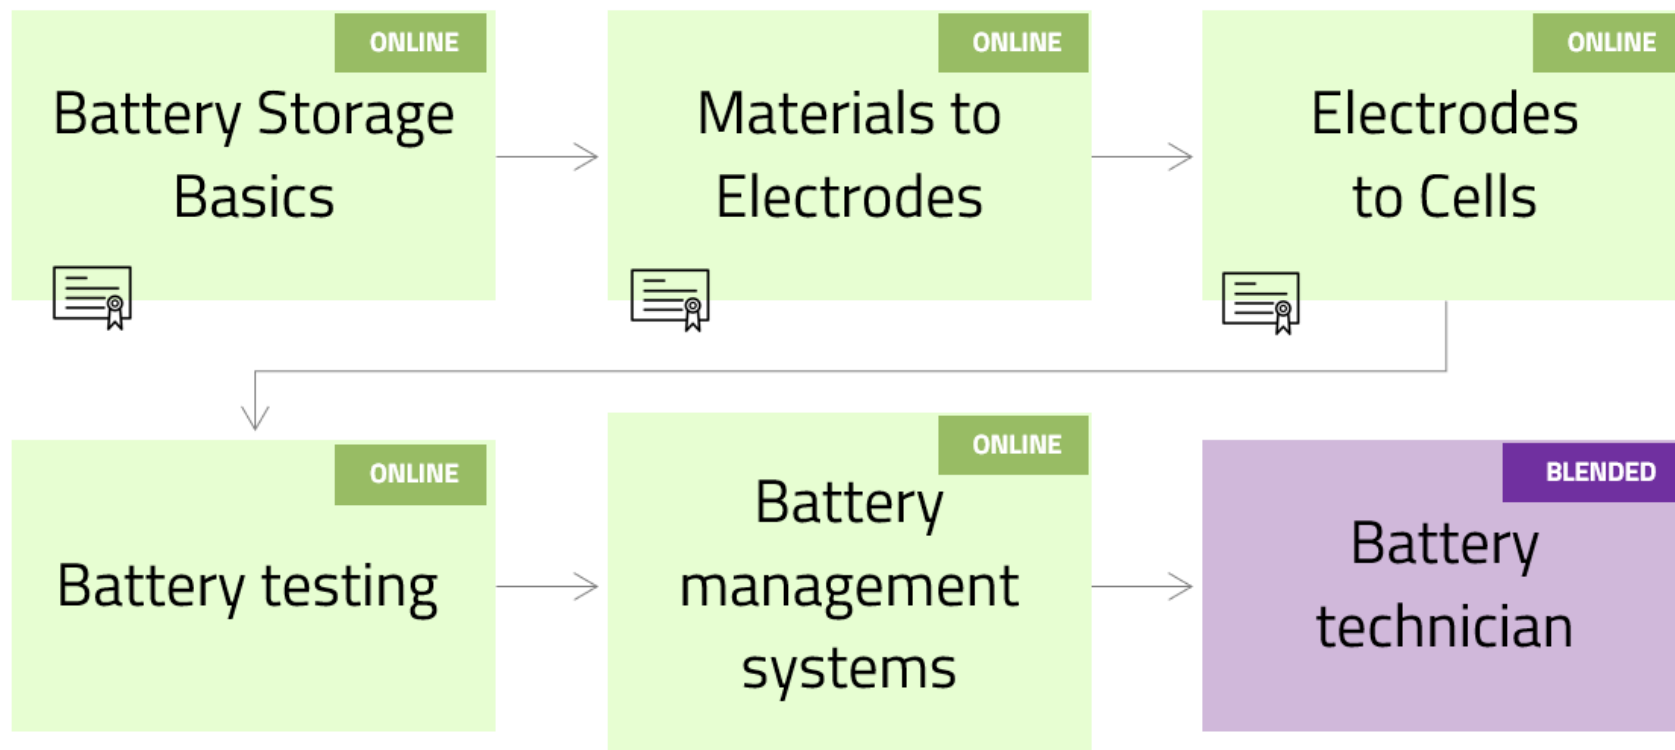 ONLINE
Battery Storage
Basics
ONLINE
Materials to
Electrodes
ONLINE
Electrodes
to Cells
ONLINE
Battery testing
ONLINE
Battery
management
systems
BLENDED
Battery
technician